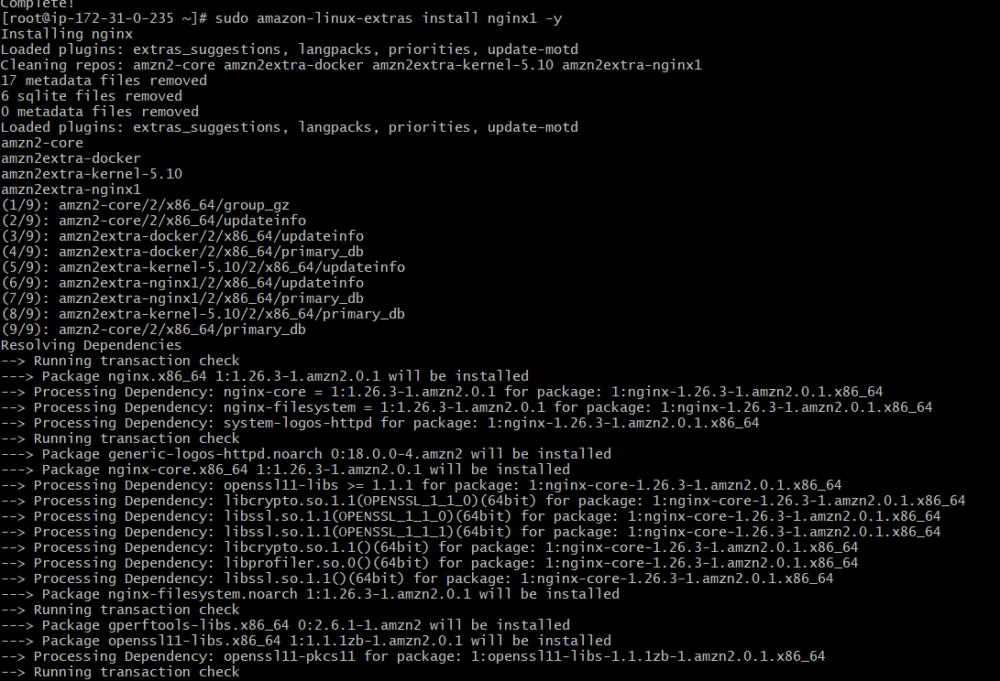 Complete!
[root@ip-172-31-0-235 ~]# sudo amazon-linux-extras install nginx1 -y
Installing nginx
Loaded plugins: extras_suggestions, langpacks, priorities, update-motd
Cleaning repos: amzn2-core amzn2extra-docker amzn2extra-kernel-5.10 amzn2extra-nginx1
17 metadata files removed
6 sqlite files removed
0 metadata files removed
Loaded plugins: extras_suggestions, langpacks, priorities, update-motd
amzn2-core
amzn2extra-docker
amzn2extra-kernel-5.10
amzn2extra-nginx1
(1/9): amzn2-core/2/x86_64/group_gz
(2/9): amzn2-core/2/x86_64/updateinfo
(3/9): amzn2extra-docker/2/x86_64/updateinfo
(4/9): amzn2extra-docker/2/x86_64/primary_db
(5/9): amzn2extra-kernel-5.10/2/x86_64/updateinfo
(6/9): amzn2extra-nginx1/2/x86_64/updateinfo
(7/9): amzn2extra-nginx1/2/x86_64/primary_db
(8/9): amzn2extra-kernel-5.10/2/x86_64/primary_db
(9/9): amzn2-core/2/x86_64/primary_db
Resolving Dependencies
--> Running transaction check
---> Package nginx.x86_64 1:1.26.3-1.amzn2.0.1 will be installed
--> Processing Dependency: nginx-core = 1:1.26.3-1.amzn2.0.1 for package: 1:nginx-1.26.3-1.amzn2.0.1.x86_64
--> Processing Dependency: nginx-filesystem = 1:1.26.3-1.amzn2.0.1 for package: 1:nginx-1.26.3-1.amzn2.0.1.x86_64
--> Processing Dependency: system-logos-httpd for package: 1:nginx-1.26.3-1.amzn2.0.1.x86_64
--> Running transaction check
---> Package generic-logos-httpd.noarch 0:18.0.0-4.amzn2 will be installed
---> Package nginx-core.x86_64 1:1.26.3-1.amzn2.0.1 will be installed
--> Processing Dependency: openssl11-libs >= 1.1.1 for package: 1:nginx-core-1.26.3-1.amzn2.0.1.x86_64
--> Processing Dependency: libcrypto.so.1.1(OPENSSL_1_1_0)(64bit) for package: 1:nginx-core-1.26.3-1.amzn2.0.1.x86_64
--> Processing Dependency: libssl.so.1.1(OPENSSL_1_1_0)(64bit) for package: 1:nginx-core-1.26.3-1.amzn2.0.1.x86_64
--> Processing Dependency: libssl.so.1.1(OPENSSL_1_1_1)(64bit) for package: 1:nginx-core-1.26.3-1.amzn2.0.1.x86_64
--> Processing Dependency: libcrypto.so.1.1()(64bit) for package: 1:nginx-core-1.26.3-1.amzn2.0.1.x86_64
--> Processing Dependency: libprofiler.so.0()(64bit) for package: 1:nginx-core-1.26.3-1.amzn2.0.1.x86_64
--> Processing Dependency: libssl.so.1.1()(64bit) for package: 1:nginx-core-1.26.3-1.amzn2.0.1.x86_64
---> Package nginx-filesystem.noarch 1:1.26.3-1.amzn2.0.1 will be installed
--> Running transaction check
---> Package gperftools-libs.x86_64 0:2.6.1-1.amzn2 will be installed
---> Package openssl11-libs.x86_64 1:1.1.1zb-1.amzn2.0.1 will be installed
--> Processing Dependency: openssl11-pkcs11 for package: 1:openssl11-libs-1.1.1zb-1.amzn2.0.1.x86_64
--> Running transaction check